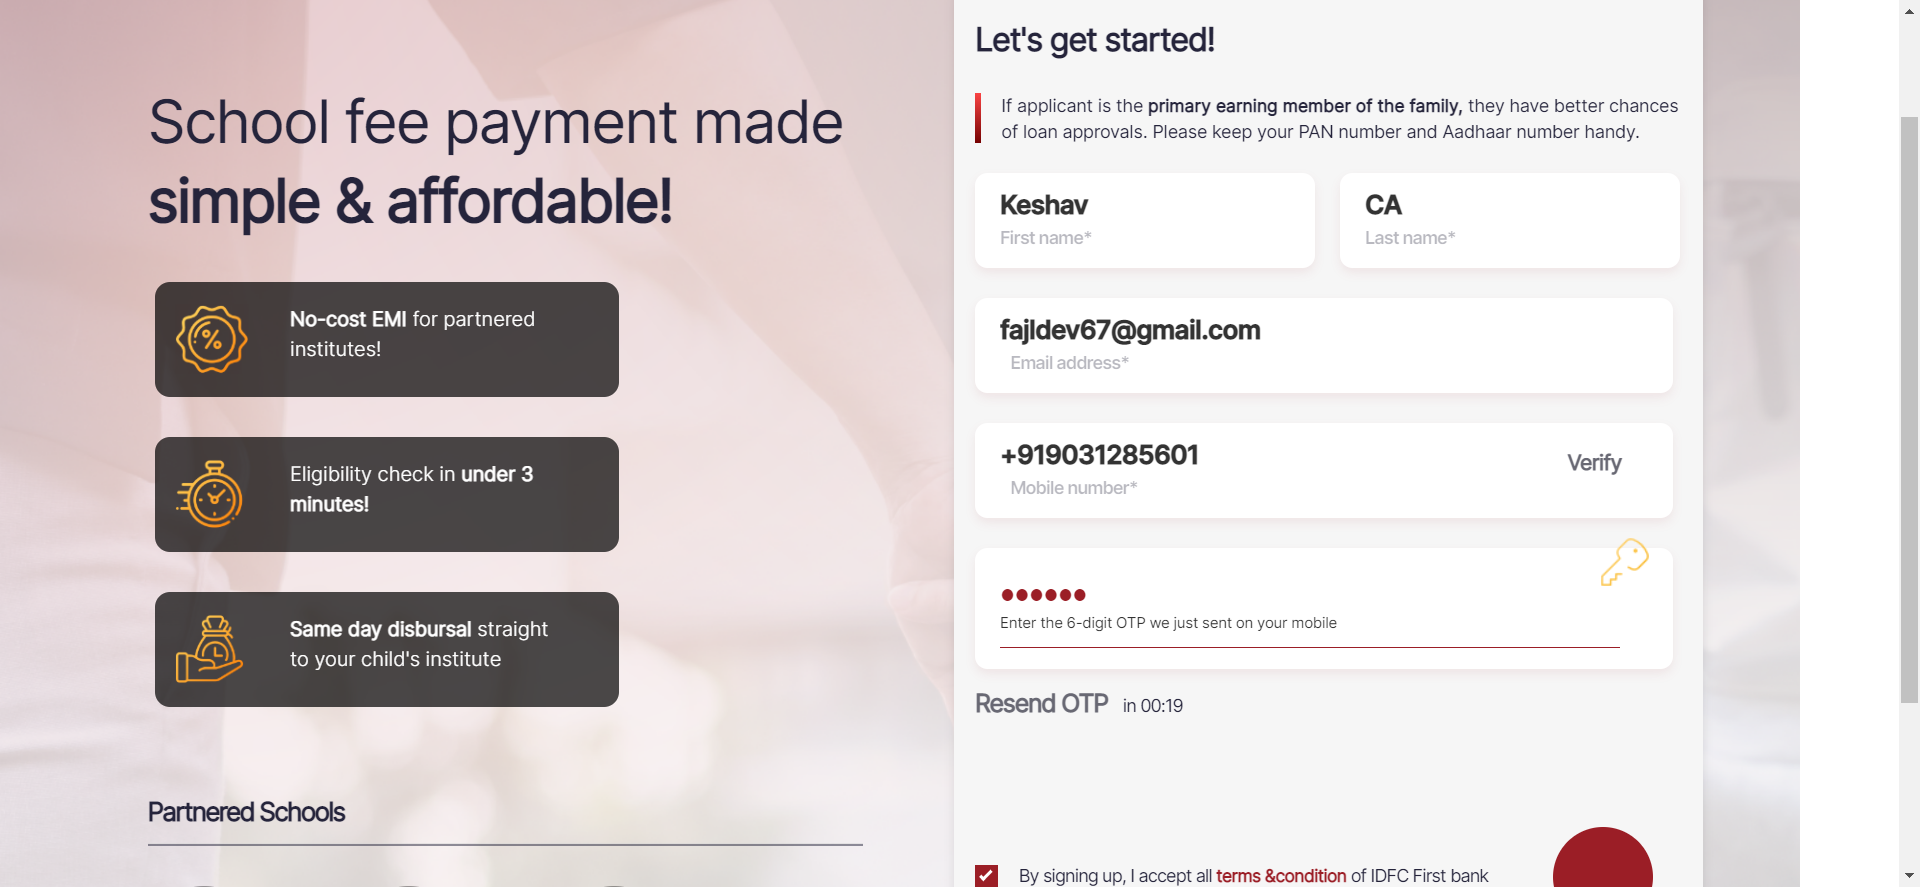 School fee payment made
simple & affordable!
No-cost EMI for partnered
institutes!
Eligibility check in under 3
minutes!
Same day disbursal straight
to your child's institute
Partnered Schools
Let's get started!
If applicant is the primary earning member of the family, they have better chances
of loan approvals. Please keep your PAN number and Aadhaar number handy.
Keshav
First name*
CA
Last name*
fajldev67@gmail.com
Email address*
+919031285601
Mobile number*
Verify
Enter the 6-digit OTP we just sent on your mobile
Resend OTP in 00:19
By signing up, I accept all terms &condition of IDFC First bank